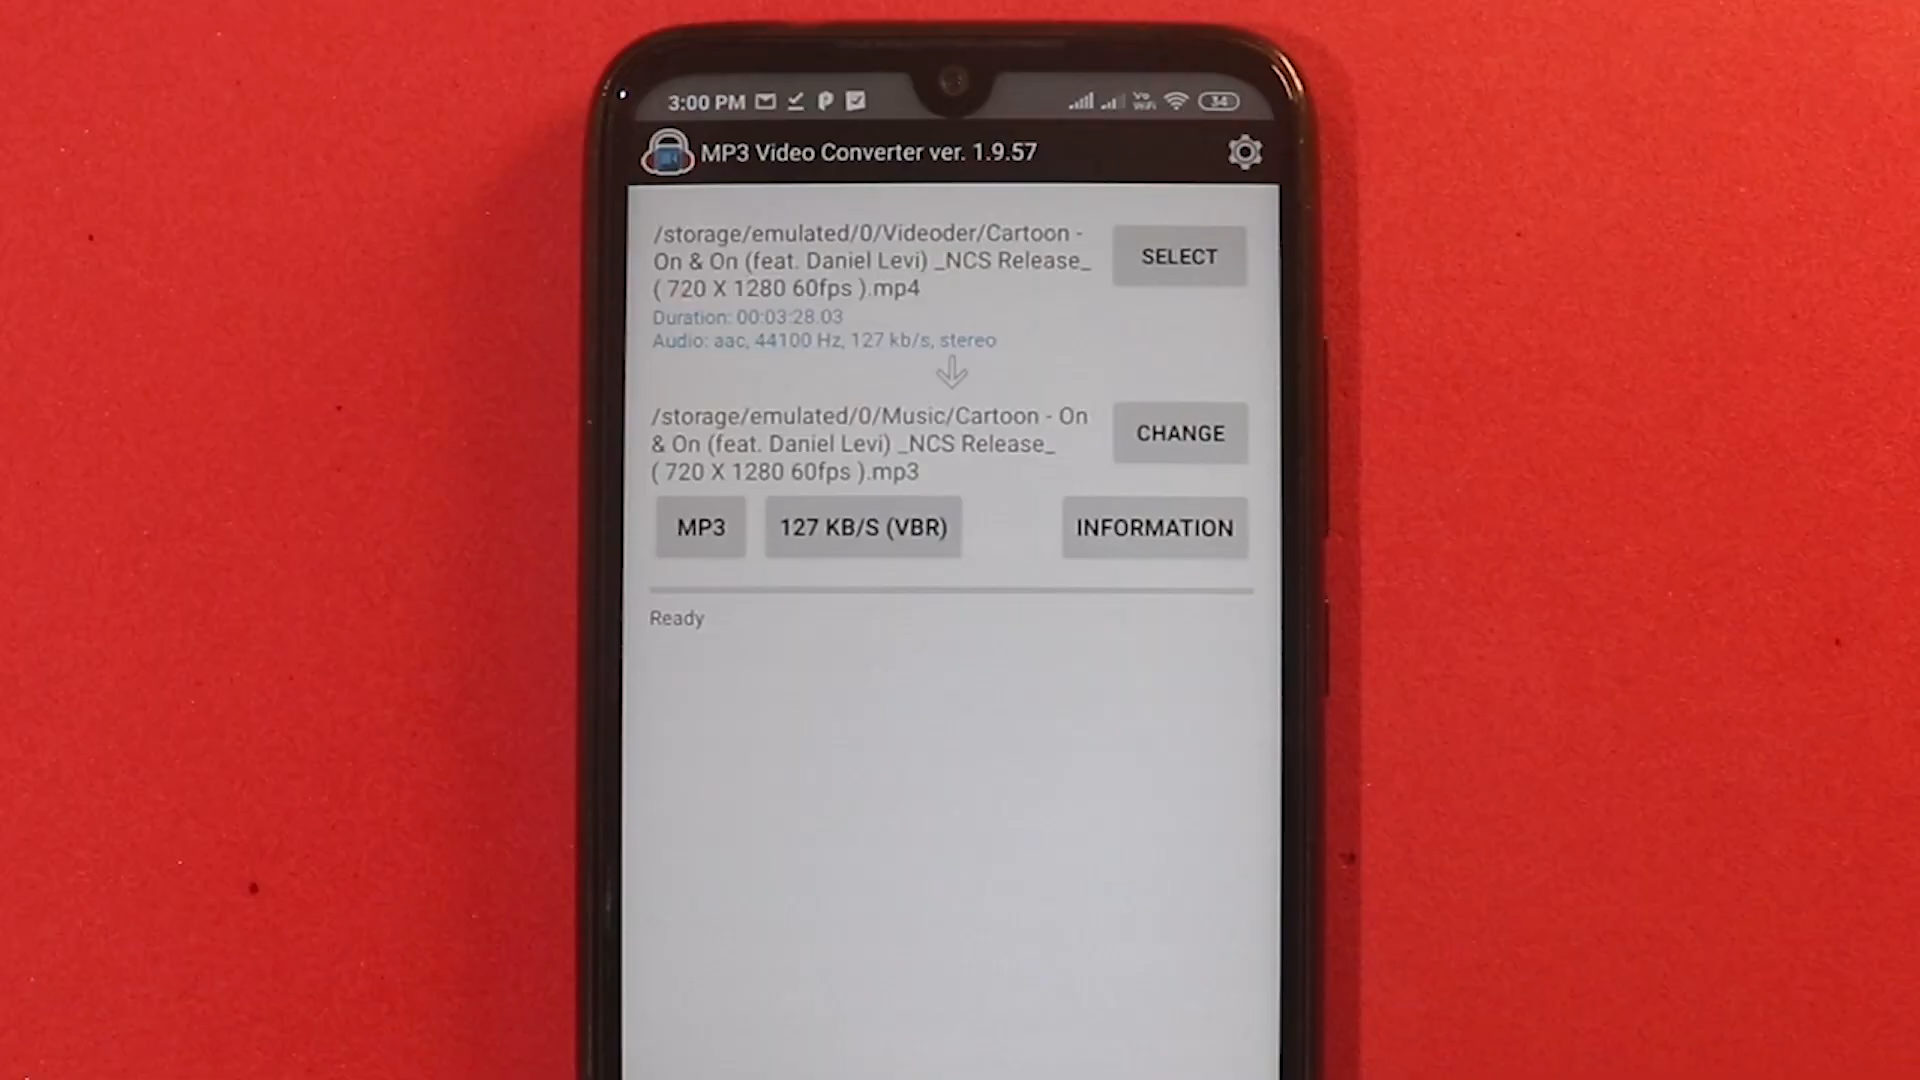 3:00 PM
Vo
WiFi
34
MP3 Video Converter ver. 1.9.57
/storage/emulated/0/Videoder/Cartoon -
On & On (feat. Daniel Levi) _NCS Release_
( 720 X 1280 60fps ).mp4
SELECT
Duration: 00:03:28.03
Audio: aac, 44100 Hz, 127 kb/s, stereo
/storage/emulated/0/Music/Cartoon - On
& On (feat. Daniel Levi) _NCS Release_
( 720 X 1280 60fps ).mp3
CHANGE
MP3
127 KB/S (VBR)
INFORMATION
Ready